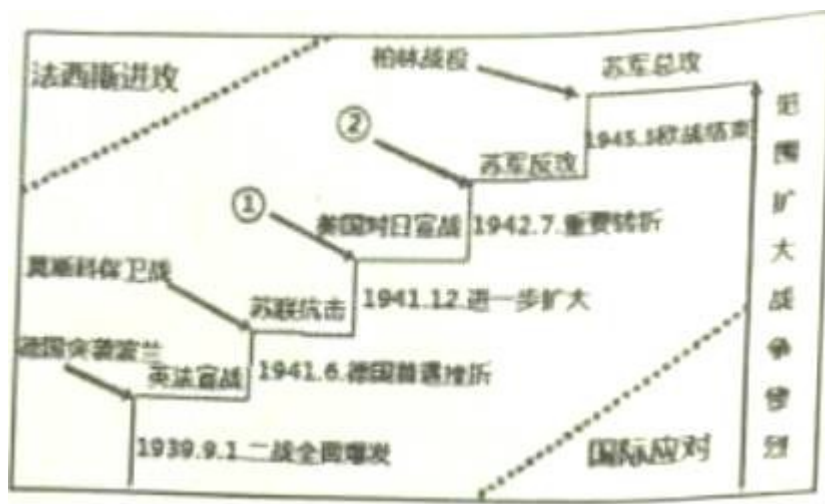 法西斯进攻
柏林战役
苏军总攻
1945.5欧战结束
②
苏军反攻
①
美国对日宣战
1942.7.重要转折
莫斯科保卫战
苏联抗击
1941.12.进一步扩大
德国突袭波兰
英法宣战
1941.6.德国首遇挫折
1939.9.1.二战全面爆发
国际应对
范围扩大战争惨烈